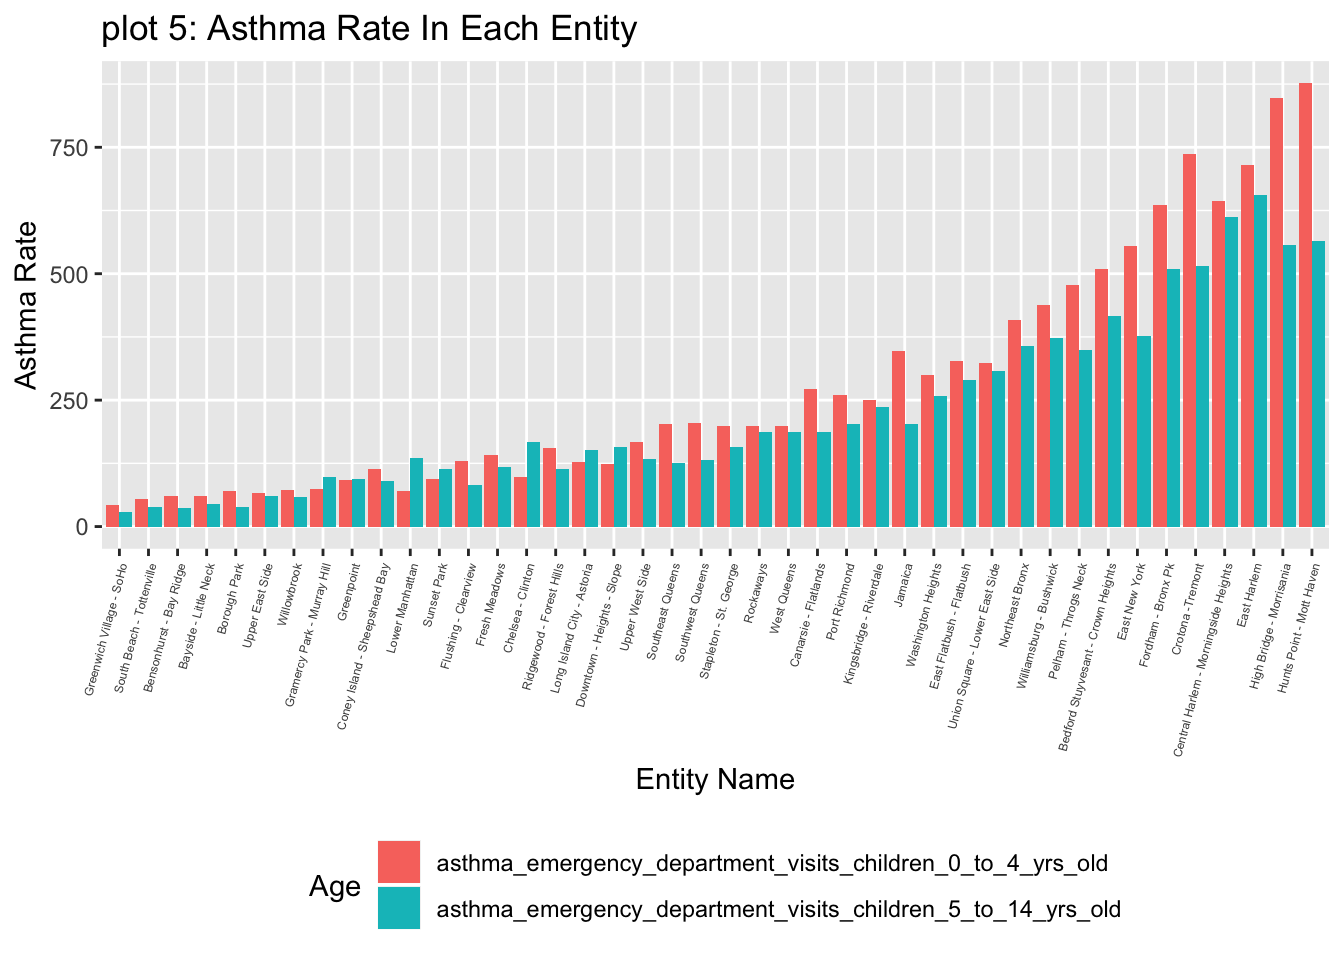 plot 5: Asthma Rate In Each Entity
Asthma Rate
750
500
250
0
Greenwich Village - SoHo
South Beach - Tottenville
Bensonhurst - Bay Ridge
Bayside - Little Neck
Borough Park
Upper East Side
Willowbrook
Gramercy Park - Murray Hill
Greenpoint
Coney Island - Sheepshead Bay
Lower Manhattan
Sunset Park
Flushing - Clearview
Fresh Meadows
Chelsea - Clinton
Ridgewood - Forest Hills
Long Island City - Astoria
Downtown - Heights - Slope
Upper West Side
Southeast Queens
Southwest Queens
Stapleton - St. George
Rockaways
West Queens
Canarsie - Flatlands
Port Richmond
Kingsbridge - Riverdale
Jamaica
Washington Heights
East Flatbush - Flatbush
Union Square - Lower East Side
Northeast Bronx
Williamsburg - Bushwick
Pelham - Throgs Neck
Bedford Stuyvesant - Crown Heights
East New York
Fordham - Bronx Pk
Crotona -Tremont
Central Harlem - Morningside Heights
East Harlem
High Bridge - Morrisania
Hunts Point - Mott Haven
Entity Name
Age
asthma_emergency_department_visits_children_0_to_4_yrs_old
asthma_emergency_department_visits_children_5_to_14_yrs_old